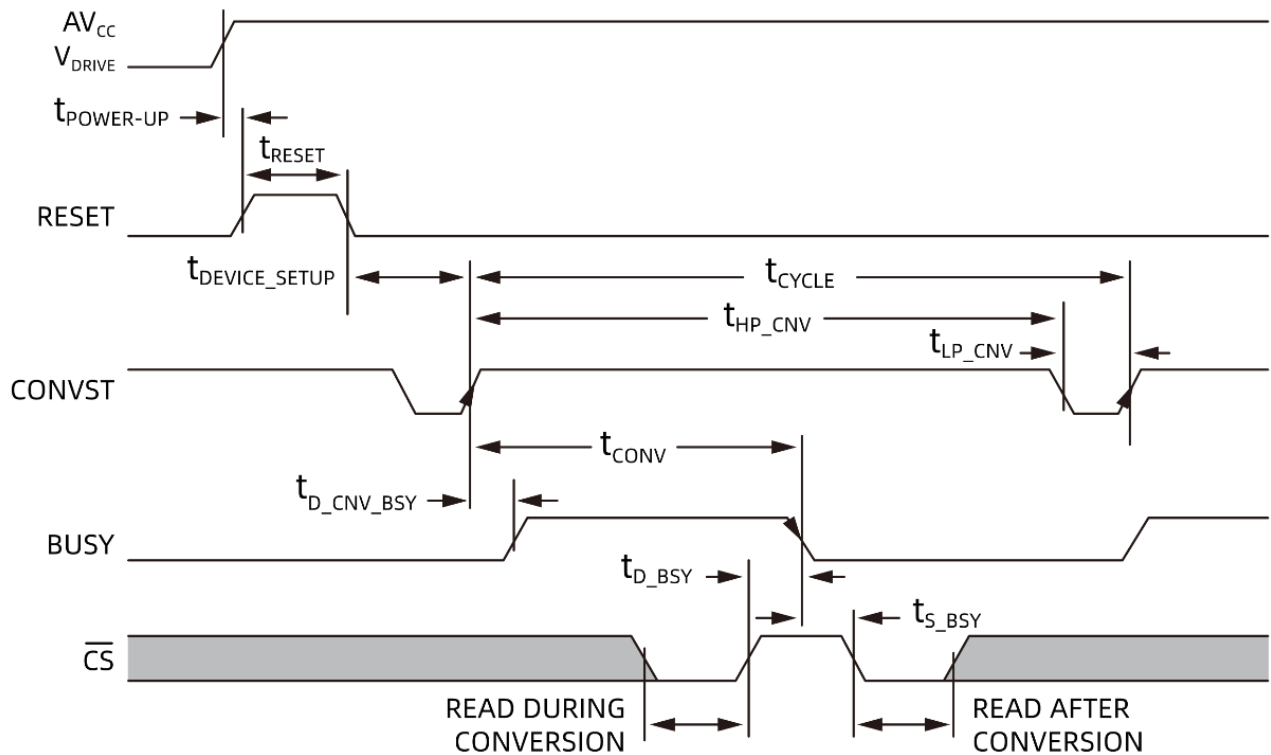 AVCC
VDRIVE
tPOWER-UP
tRESET
RESET
tDEVICE_SETUP
tCYCLE
tHP_CNV
tLP_CNV
CONVST
tCONV
tD_CNV_BSY
BUSY
tD_BSY
tS_BSY
CS
READ DURING
CONVERSION
READ AFTER
CONVERSION